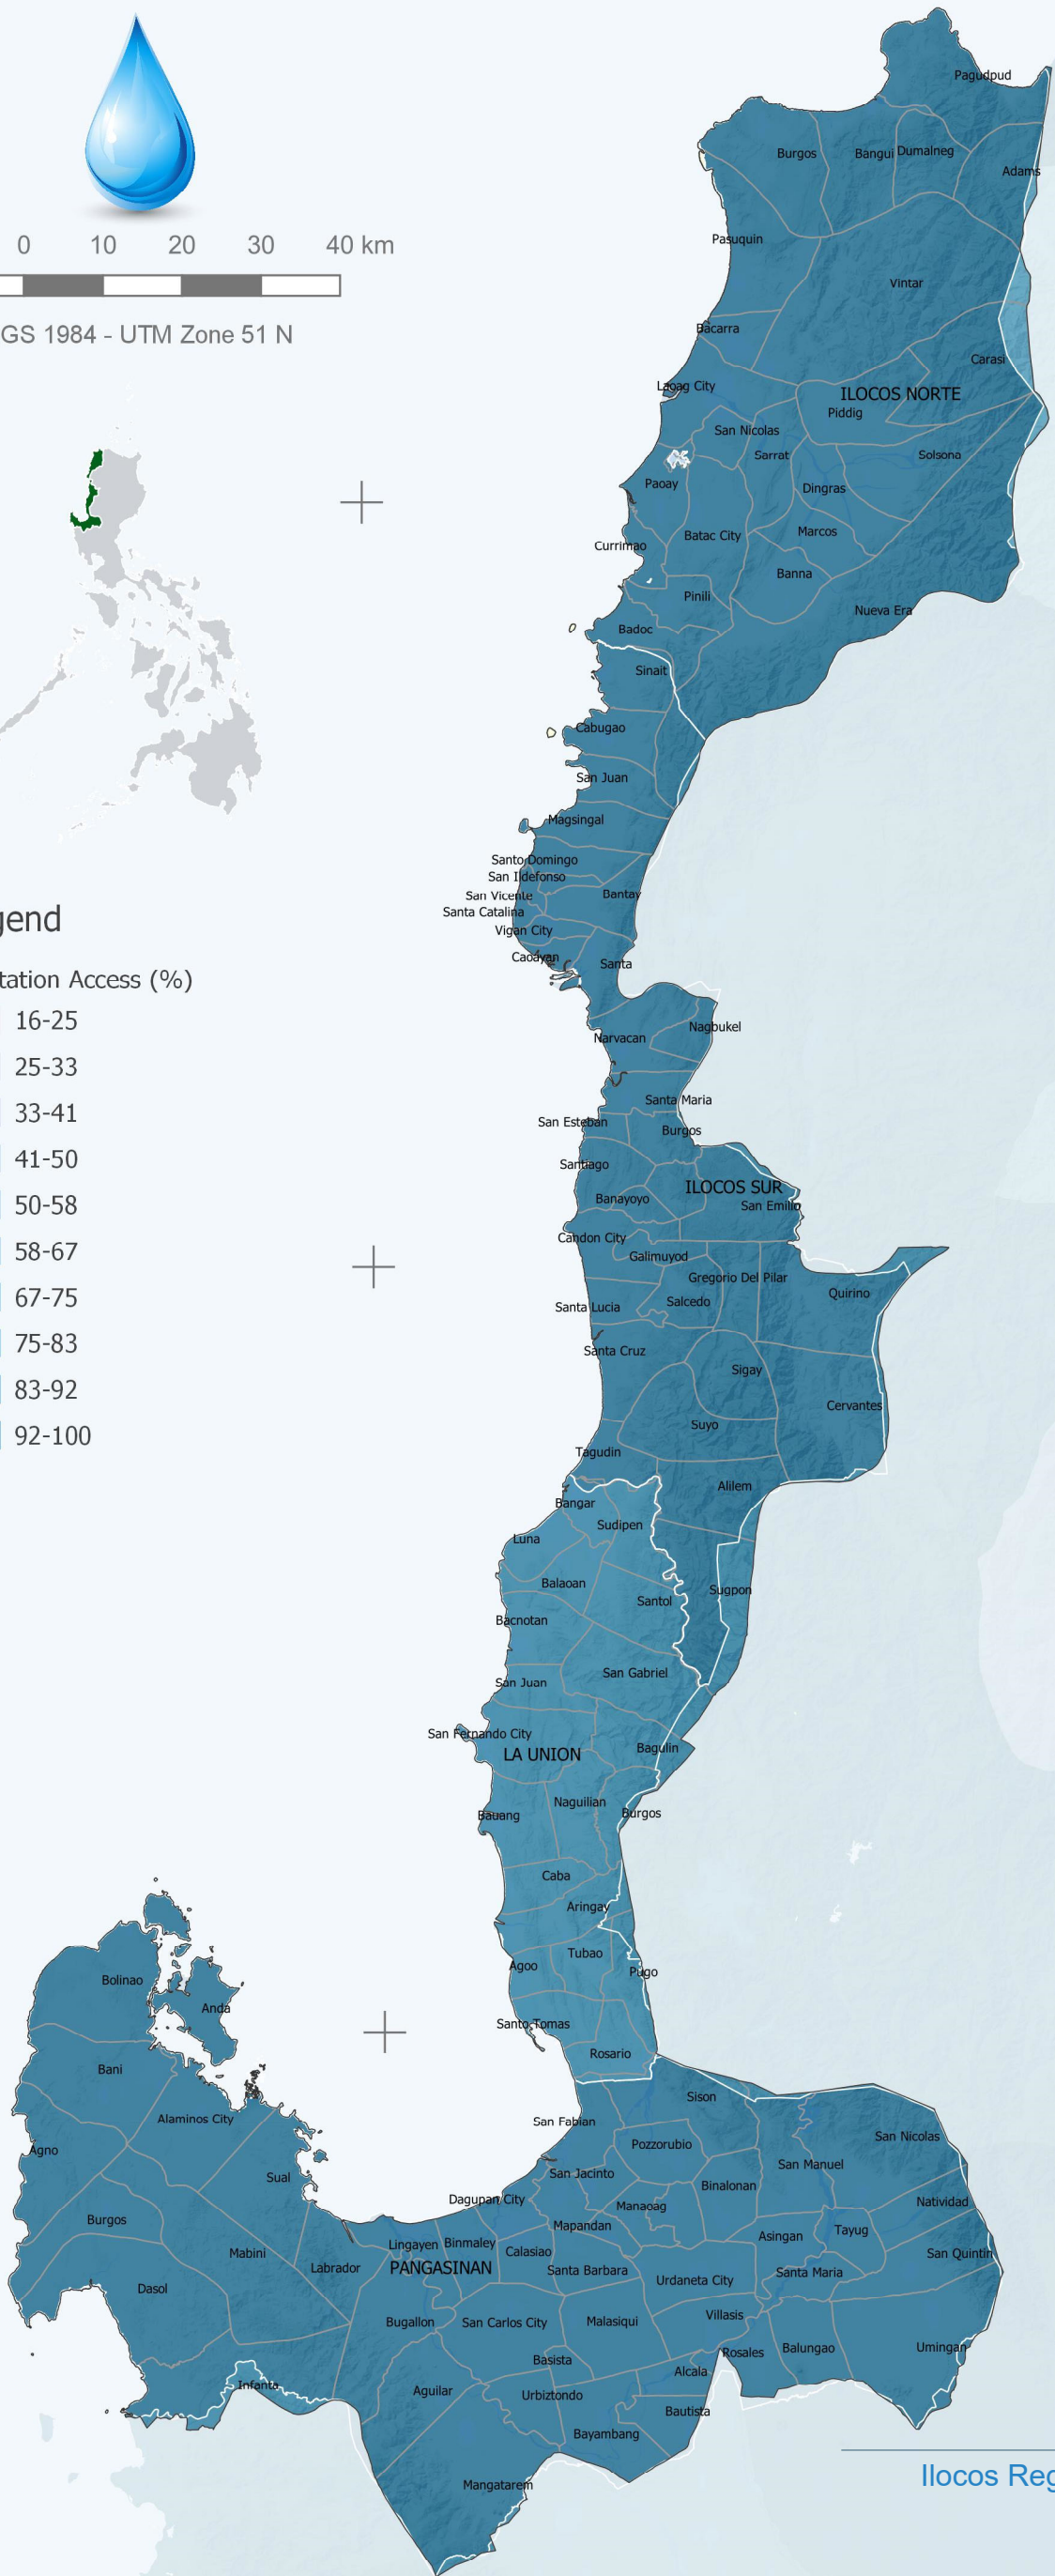 0 10 20 30 40 km
GS 1984 - UTM Zone 51 N
gend
tation Access (%)
16-25
25-33
33-41
41-50
50-58
58-67
67-75
75-83
83-92
92-100
Pagudpud
Burgos
Bangui
Dumalneg
Adams
Pasuquin
Vintar
Bacarra
Carasi
Laoag City
ILOCOS NORTE
Piddig
San Nicolas
Sarrat
Solsona
Paoay
Dingras
Batac City
Marcos
Currimao
Banna
Pinili
Nueva Era
Badoc
Sinait
Cabugao
San Juan
Magsingal
Santo Domingo
San Ildefonso
San Vicente
Bantay
Santa Catalina
Vigan City
Caoayan
Santa
Nagbukel
Narvacan
Santa Maria
San Esteban
Burgos
Santiago
ILOCOS SUR
Banayoyo
San Emilio
Candon City
Galimuyod
Gregorio Del Pilar
Quirino
Santa Lucia
Salcedo
Santa Cruz
Sigay
Cervantes
Suyo
Tagudin
Alilem
Bangar
Sudipen
Luna
Balaoan
Sugpon
Santol
Bacnotan
San Gabriel
San Juan
San Fernando City
LA UNION
Bagulin
Naguilian
Bauang
Burgos
Caba
Aringay
Tubao
Agoo
Pugo
Bolinao
Anda
Santo Tomas
Rosario
Bani
Sison
Alaminos City
San Fabian
San Nicolas
Agno
Pozzorubio
San Manuel
Sual
San Jacinto
Binalonan
Dagupan City
Manaoag
Natividad
Burgos
Mapandan
Asingan
Tayug
Lingayen
Binmaley
Calasiao
San Quintin
Mabini
Labrador
PANGASINAN
Santa Barbara
Santa Maria
Urdaneta City
Dasol
Bugallon
San Carlos City
Malasiqui
Villasis
Balungao
Umingan
Rosales
Basista
Alcala
Infanta
Aguilar
Urbiztondo
Bautista
Bayambang
Mangatarem
Ilocos Reg